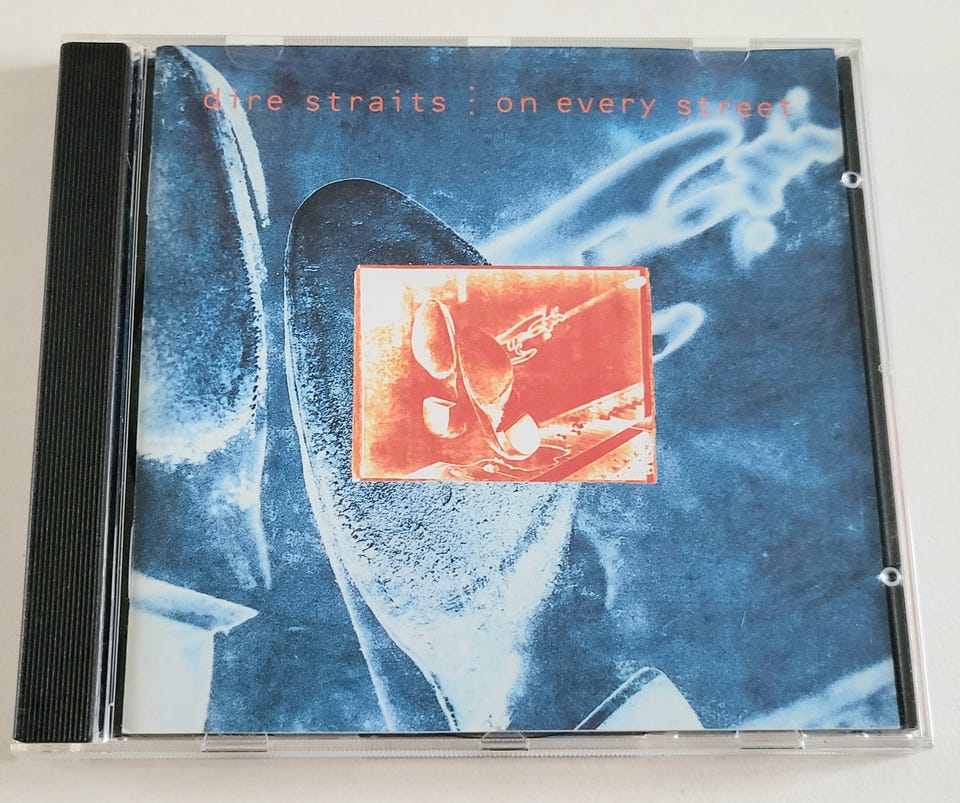 dire straits ⋮ on every street